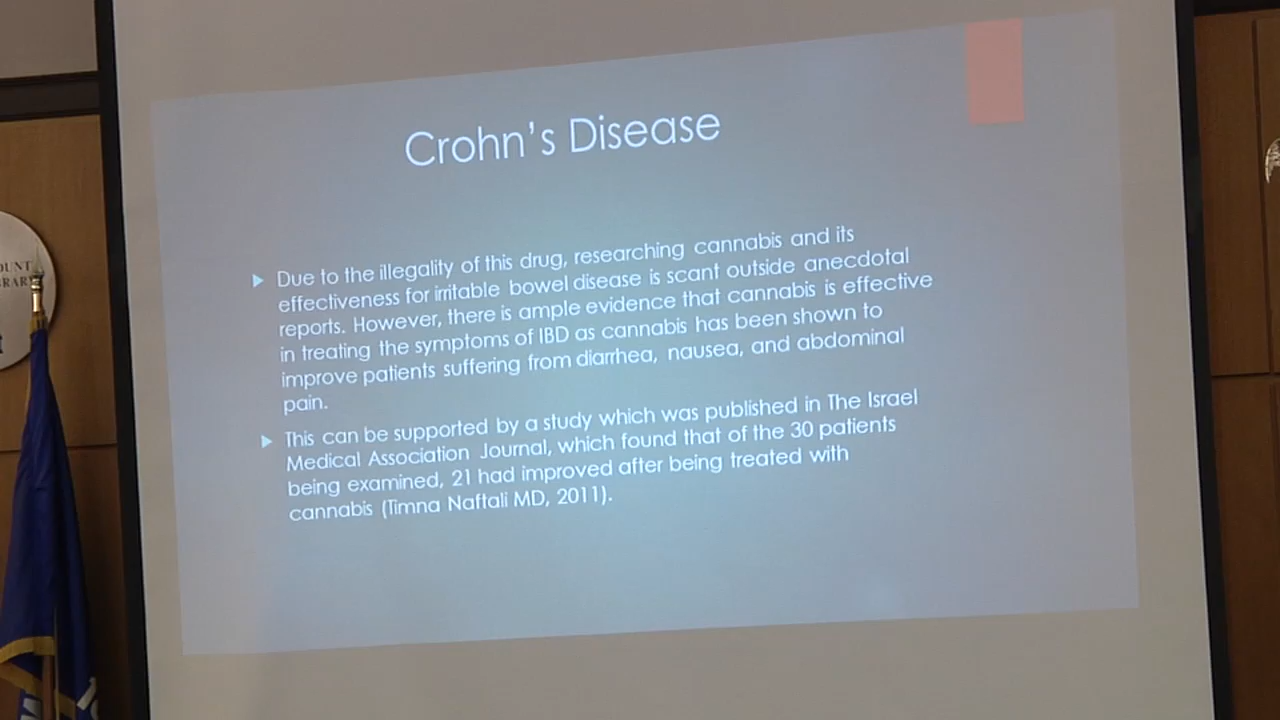 Crohn's Disease
Due to the illegality of this drug, researching cannabis and its
effectiveness for irritable bowel disease is scant outside anecdotal
reports. However, there is ample evidence that cannabis is effective
in treating the symptoms of IBD as cannabis has been shown to
improve patients suffering from diarrhea, nausea, and abdominal
pain.
This can be supported by a study which was published in The Israel
Medical Association Journal, which found that of the 30 patients
being examined, 21 had improved after being treated with
cannabis (Timna Naftali MD, 2011).